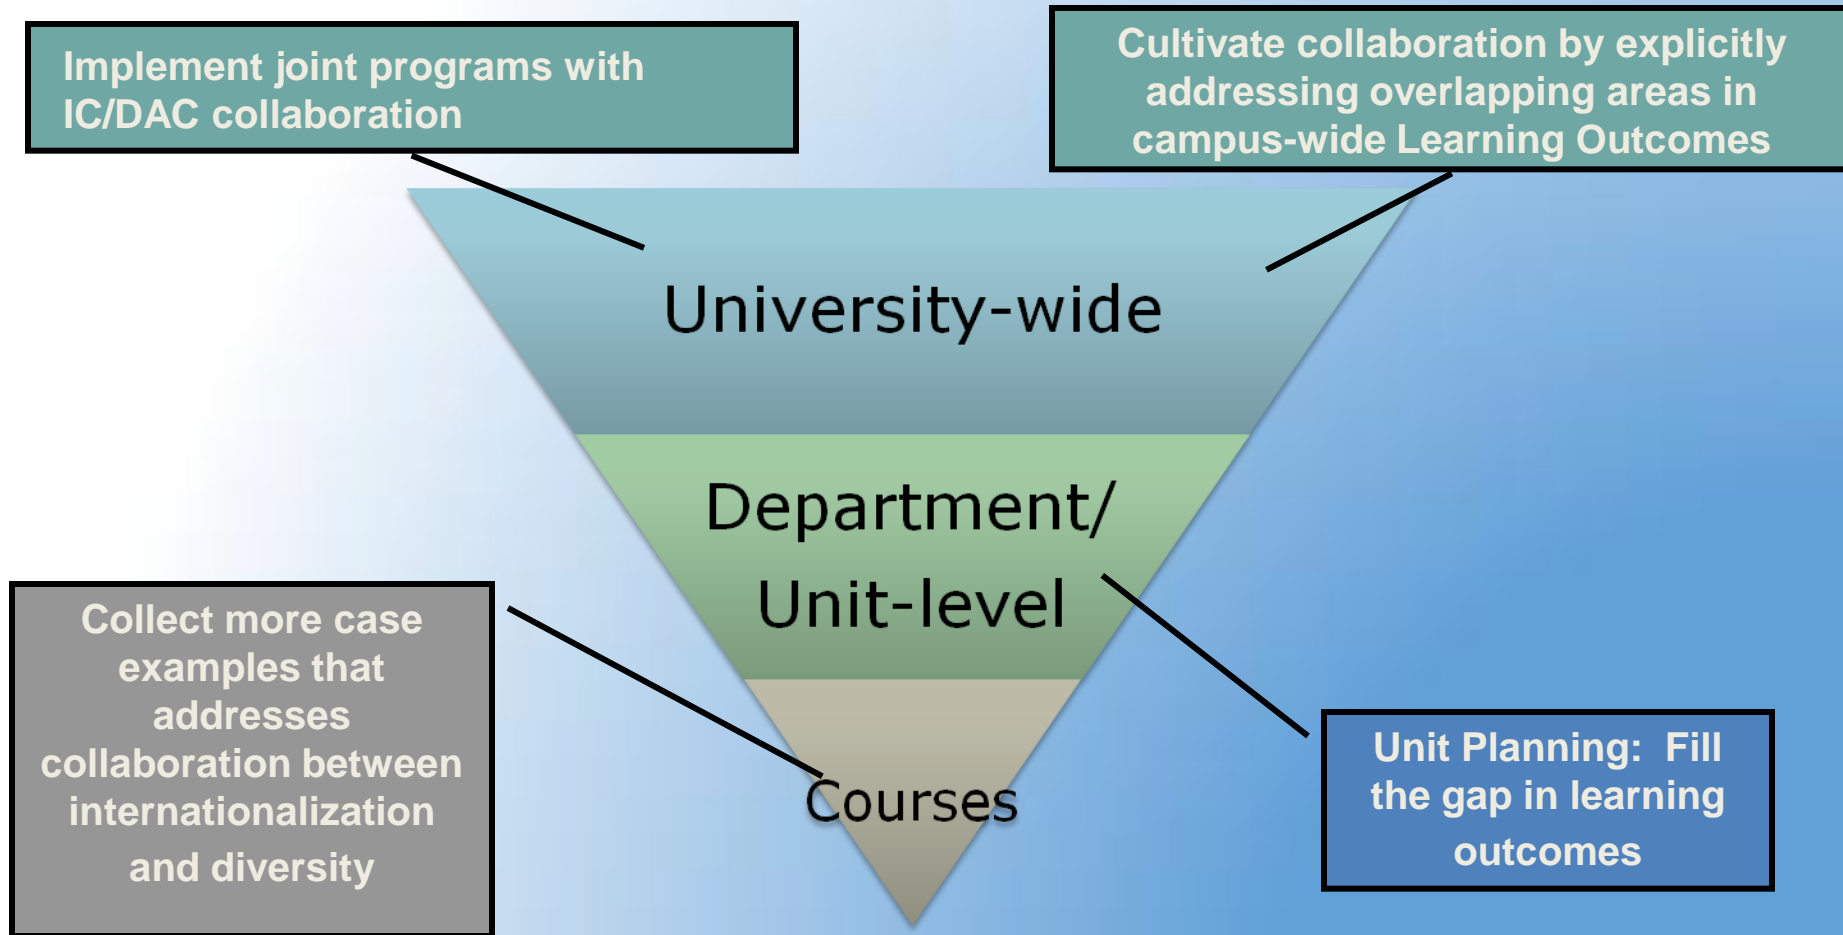 Implement joint programs with
IC/DAC collaboration
Cultivate collaboration by explicitly
addressing overlapping areas in
campus-wide Learning Outcomes
University-wide
Department/
Unit-level
Courses
Collect more case
examples that
addresses
collaboration between
internationalization
and diversity
Unit Planning:  Fill
the gap in learning
outcomes